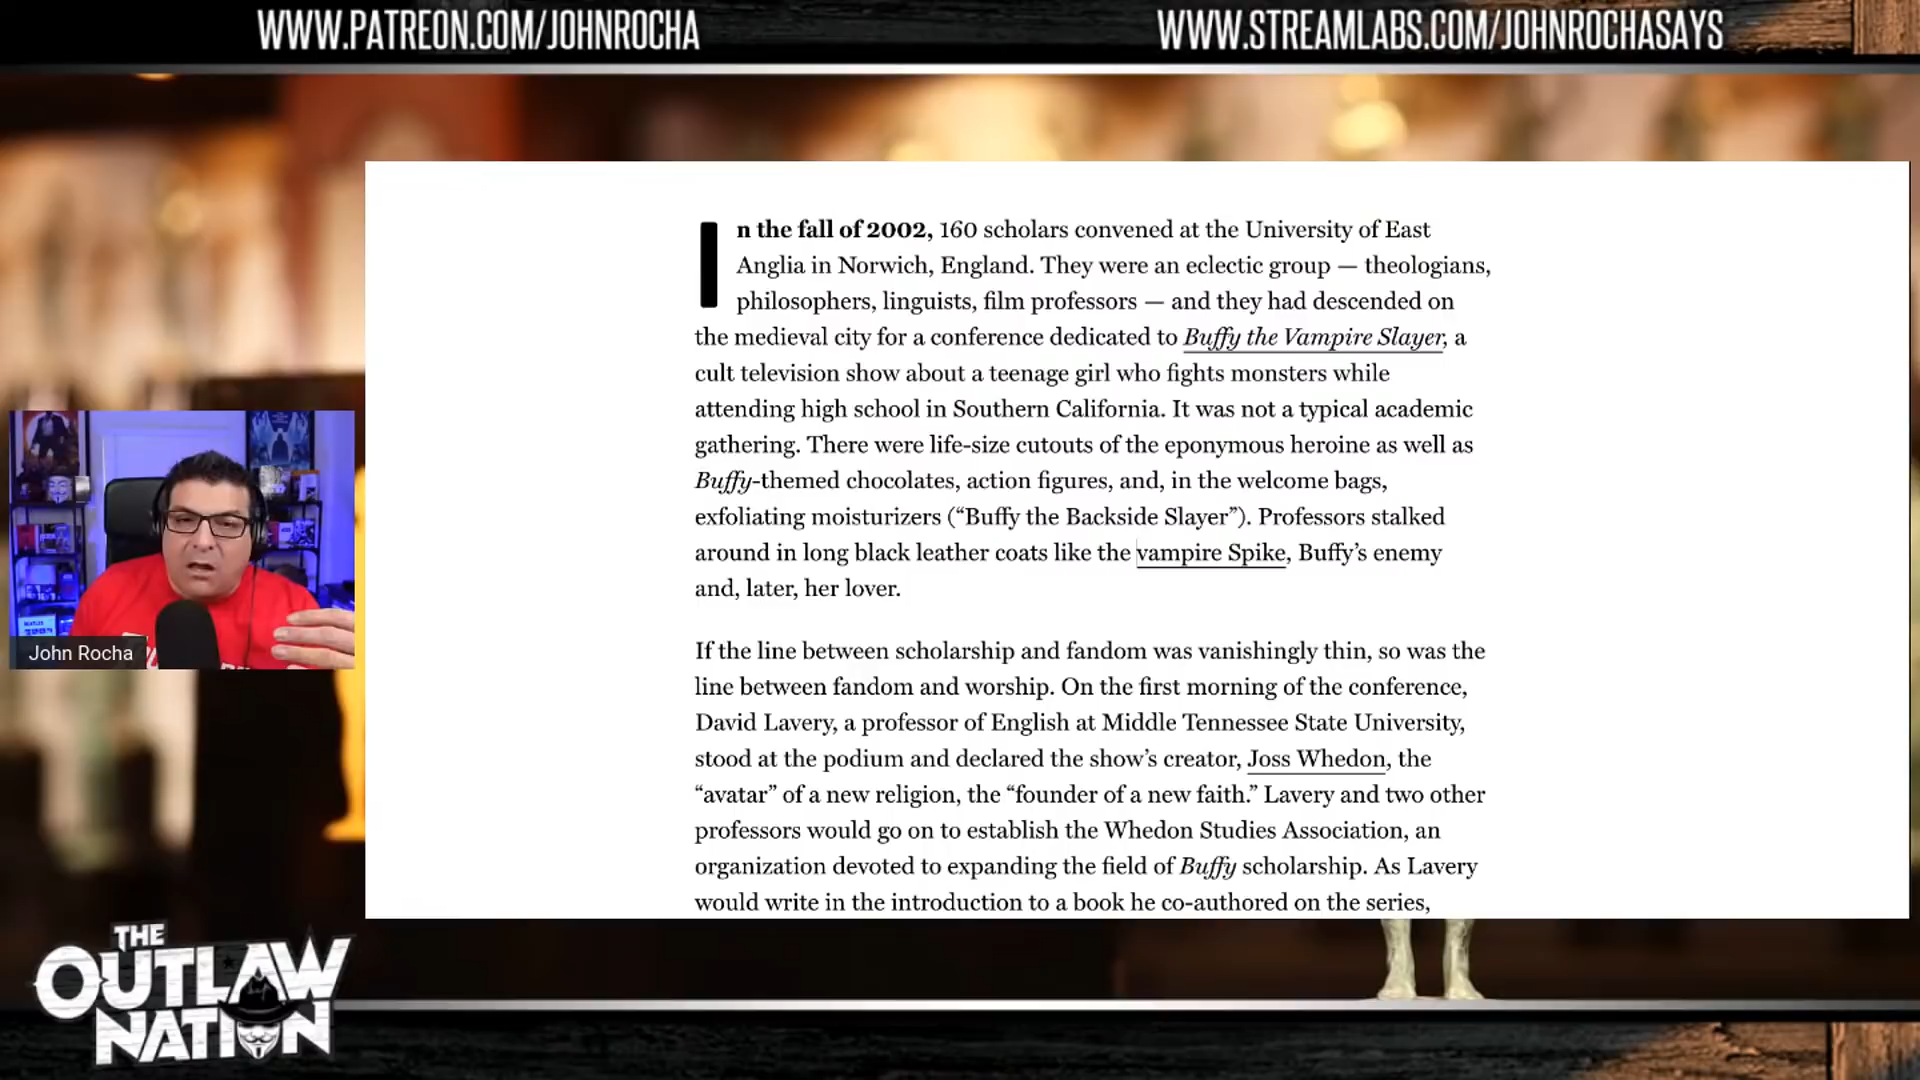 WWW.PATREON.COM/JOHNROCHA
WWW.STREAMLABS.COM/JOHNROCHASAYS
In the fall of 2002, 160 scholars convened at the University of East
Anglia in Norwich, England. They were an eclectic group — theologians,
philosophers, linguists, film professors — and they had descended on
the medieval city for a conference dedicated to Buffy the Vampire Slayer, a
cult television show about a teenage girl who fights monsters while
attending high school in Southern California. It was not a typical academic
gathering. There were life-size cutouts of the eponymous heroine as well as
Buffy-themed chocolates, action figures, and, in the welcome bags,
exfoliating moisturizers (“Buffy the Backside Slayer”). Professors stalked
around in long black leather coats like the vampire Spike, Buffy’s enemy
and, later, her lover.
If the line between scholarship and fandom was vanishingly thin, so was the
line between fandom and worship. On the first morning of the conference,
David Lavery, a professor of English at Middle Tennessee State University,
stood at the podium and declared the show’s creator, Joss Whedon, the
“avatar” of a new religion, the “founder of a new faith.” Lavery and two other
professors would go on to establish the Whedon Studies Association, an
organization devoted to expanding the field of Buffy scholarship. As Lavery
would write in the introduction to a book he co-authored on the series,
John Rocha
THE
OUTLAW
NATION